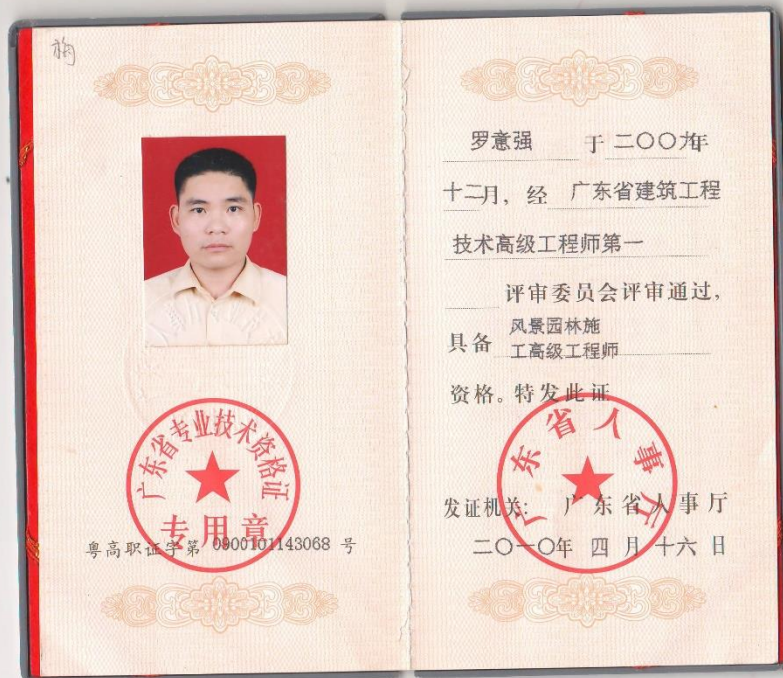 梅
广东省专业技术资格证
专用章
粤高职证字第 0900101143068 号
罗意强 于 二〇〇九年
十二月，经 广东省建筑工程
技术高级工程师第一
评审委员会评审通过，
具备 风景园林施
工高级工程师
资格。特发此证
广东省人事厅
发证机关：广东省人事厅
二〇一〇年 四 月 十六 日